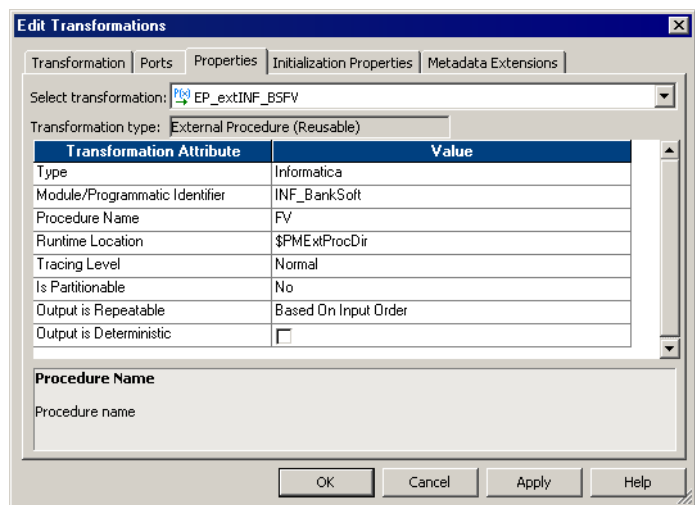 Edit Transformations
Transformation Ports Properties Initialization Properties Metadata Extensions
Select transformation: P(x) EP_extINF_BSFV
Transformation type: External Procedure (Reusable)
Transformation Attribute Value
Type Informatica
Module/Programmatic Identifier INF_BankSoft
Procedure Name FV
Runtime Location $PMExtProcDir
Tracing Level Normal
Is Partitionable No
Output is Repeatable Based On Input Order
Output is Deterministic
Procedure Name
Procedure name
OK Cancel Apply Help